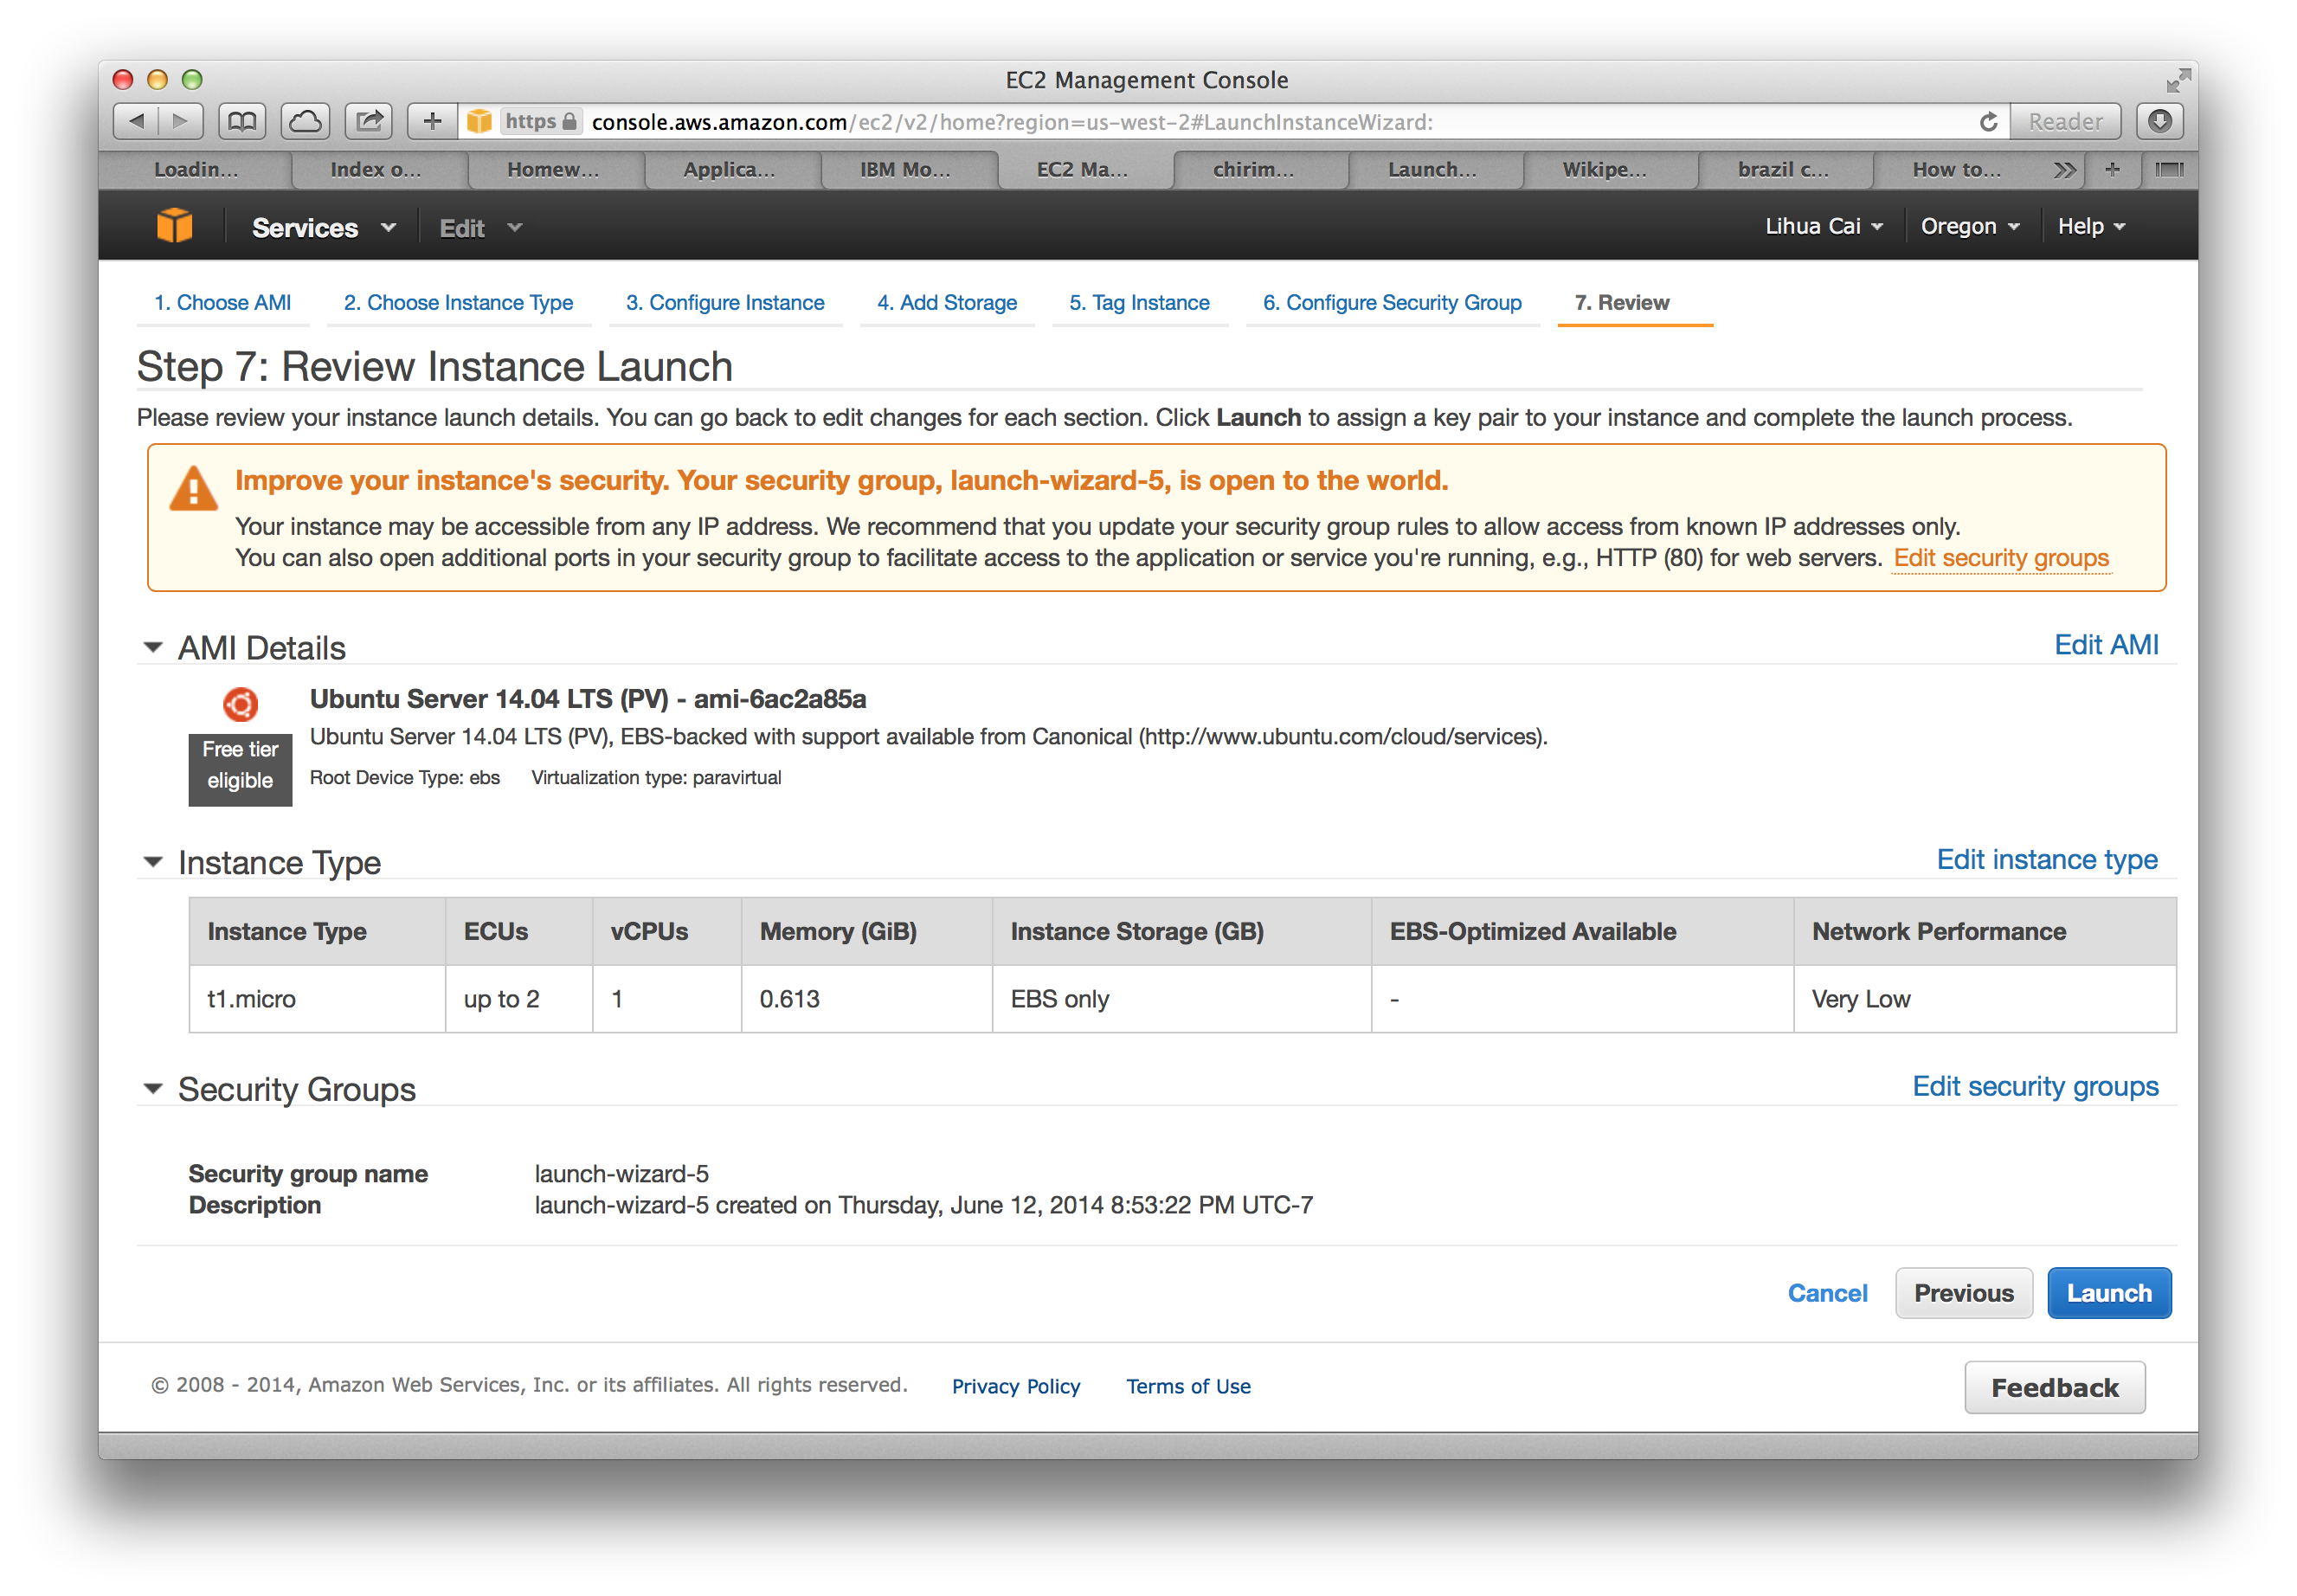 EC2 Management Console
https console.aws.amazon.com/ec2/v2/home?region=us-west-2#LaunchInstanceWizard: Reader
Loadin... Index o... Homew... Applica... IBM Mo... EC2 Ma... chirim... Launch... Wikipe... brazil c... How to...
Services Edit Lihua Cai Oregon Help
1. Choose AMI 2. Choose Instance Type 3. Configure Instance 4. Add Storage 5. Tag Instance 6. Configure Security Group 7. Review
Step 7: Review Instance Launch
Please review your instance launch details. You can go back to edit changes for each section. Click Launch to assign a key pair to your instance and complete the launch process.
Improve your instance's security. Your security group, launch-wizard-5, is open to the world.
Your instance may be accessible from any IP address. We recommend that you update your security group rules to allow access from known IP addresses only.
You can also open additional ports in your security group to facilitate access to the application or service you're running, e.g., HTTP (80) for web servers. Edit security groups
AMI Details Edit AMI
Ubuntu Server 14.04 LTS (PV) - ami-6ac2a85a
Free tier
eligible
Ubuntu Server 14.04 LTS (PV), EBS-backed with support available from Canonical (http://www.ubuntu.com/cloud/services).
Root Device Type: ebs Virtualization type: paravirtual
Instance Type Edit instance type
Instance Type ECUs vCPUs Memory (GiB) Instance Storage (GB) EBS-Optimized Available Network Performance
t1.micro up to 2 1 0.613 EBS only - Very Low
Security Groups Edit security groups
Security group name launch-wizard-5
Description launch-wizard-5 created on Thursday, June 12, 2014 8:53:22 PM UTC-7
Cancel Previous Launch
© 2008 - 2014, Amazon Web Services, Inc. or its affiliates. All rights reserved. Privacy Policy Terms of Use Feedback